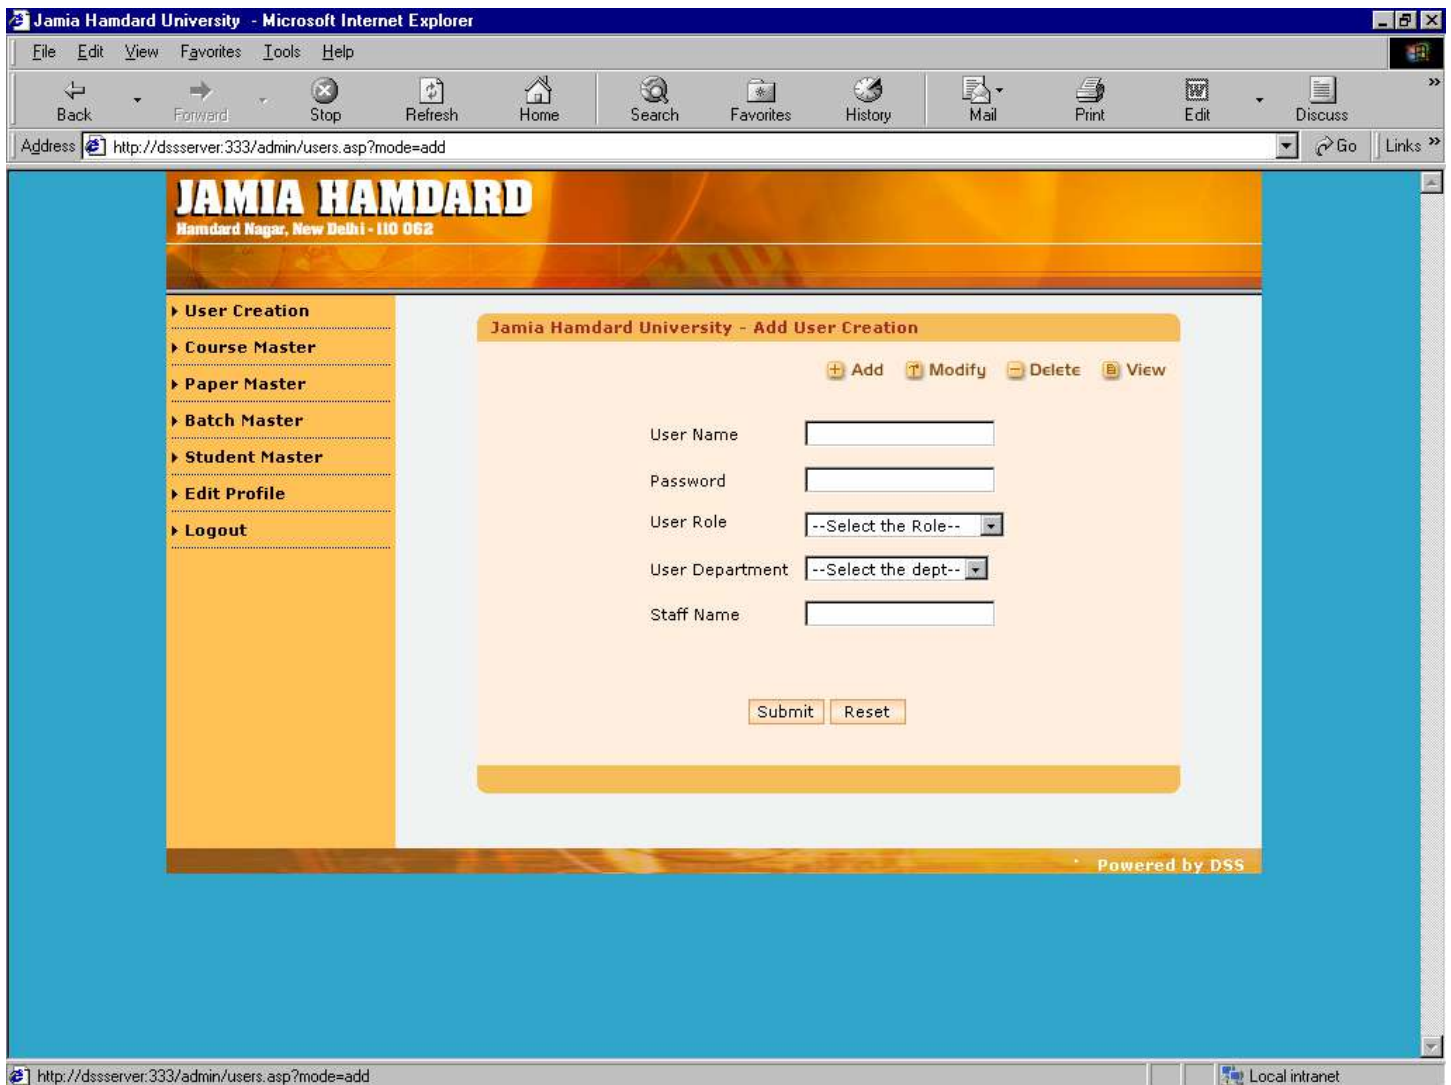 Jamia Hamdard University - Microsoft Internet Explorer
File Edit View Favorites Tools Help
Back Forward Stop Refresh Home Search Favorites History Mail Print Edit Discuss »
Address http://dssserver:333/admin/users.asp?mode=add Go Links »
JAMIA HAMDARD
Hamdard Nagar, New Delhi - 110 062
User Creation
Course Master
Paper Master
Batch Master
Student Master
Edit Profile
Logout
Jamia Hamdard University - Add User Creation
Add Modify Delete View
User Name
Password
User Role --Select the Role--
User Department --Select the dept--
Staff Name
Submit Reset
Powered by DSS
http://dssserver:333/admin/users.asp?mode=add Local intranet